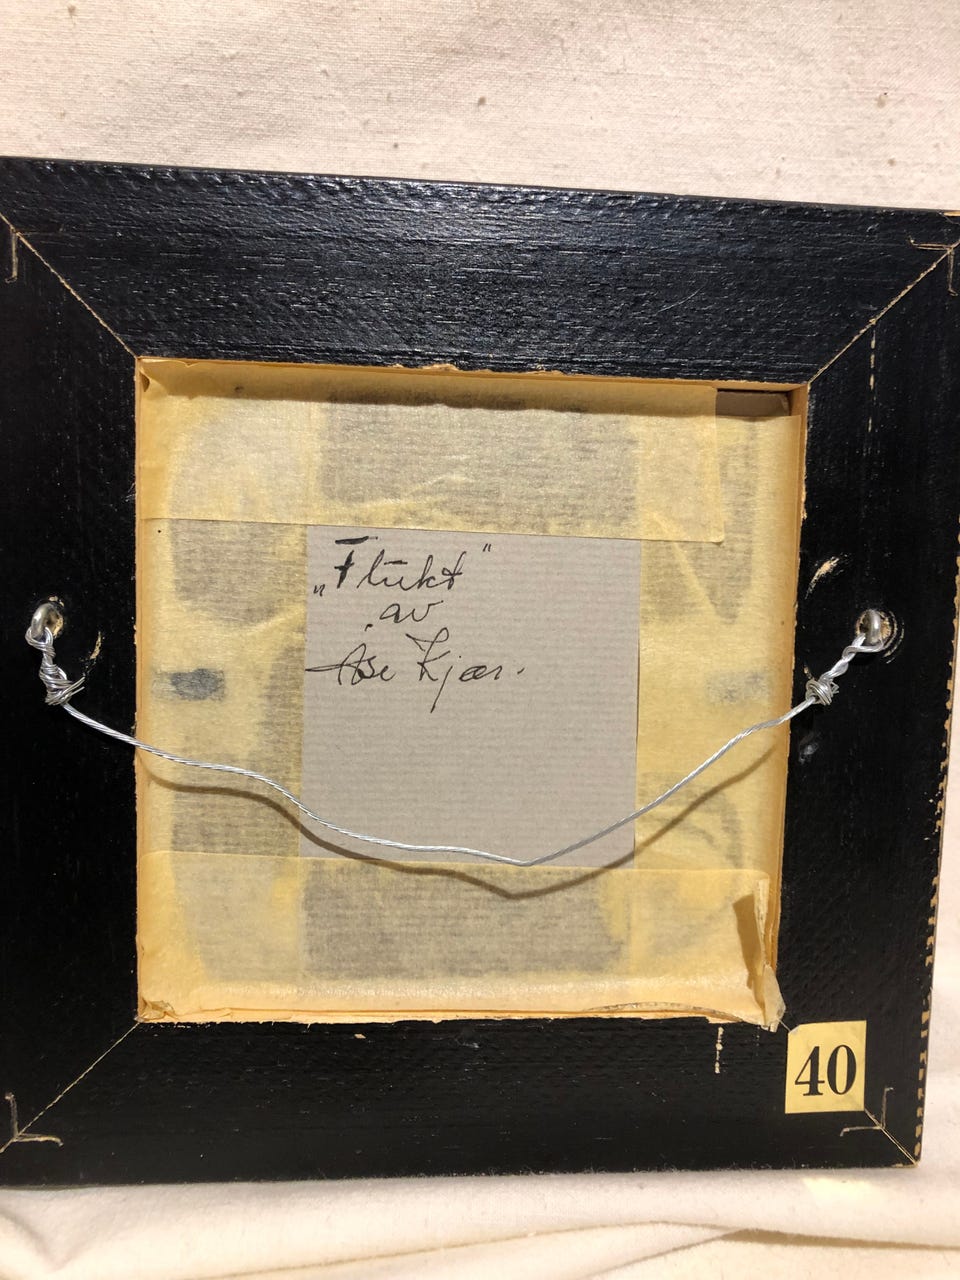 „Flukt"
av
Åse Kjær.
40